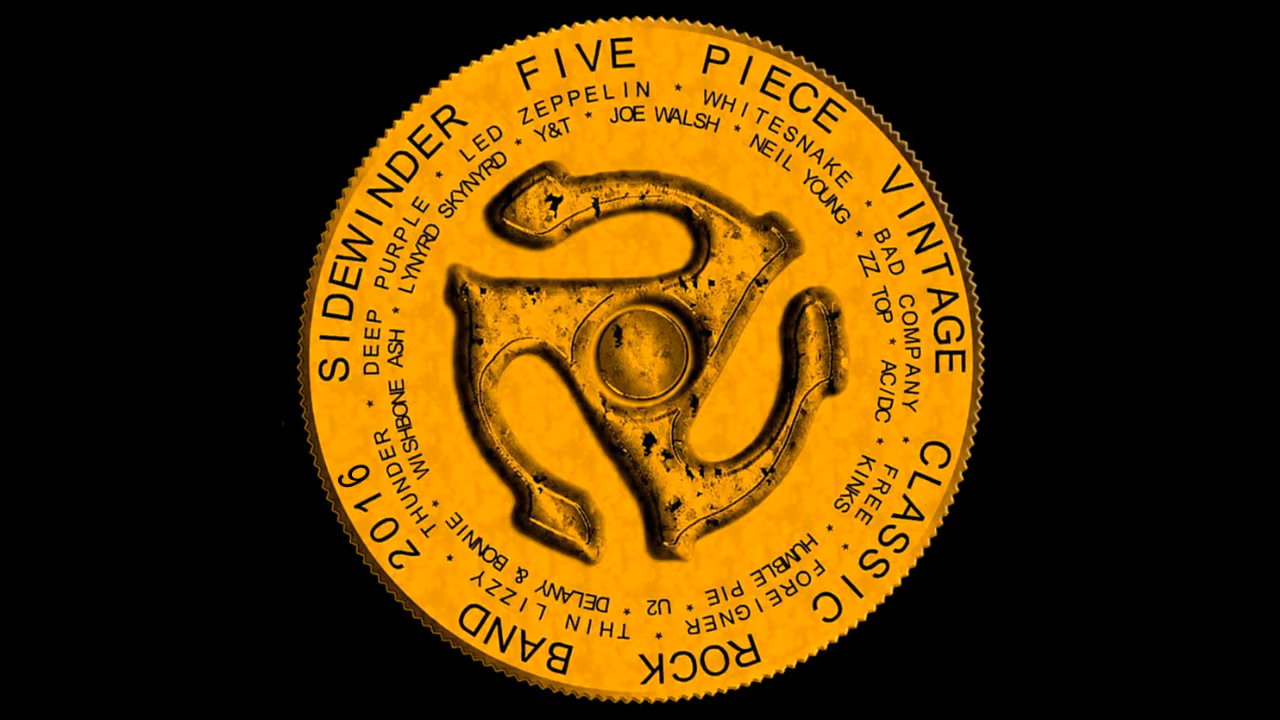 SIDEWINDER FIVE PIECE VINTAGE CLASSIC ROCK BAND 2016
LED ZEPPELIN * WHITESNAKE * BAD COMPANY * FREE * FOREIGNER * THIN LIZZY * THUNDER * DEEP PURPLE *
LYNYRD SKYNYRD * Y&T * JOE WALSH * NEIL YOUNG * ZZ TOP * AC/DC * KINKS * HUMBLE PIE * U2 * DELANY & BONNIE * WISHBONE ASH *